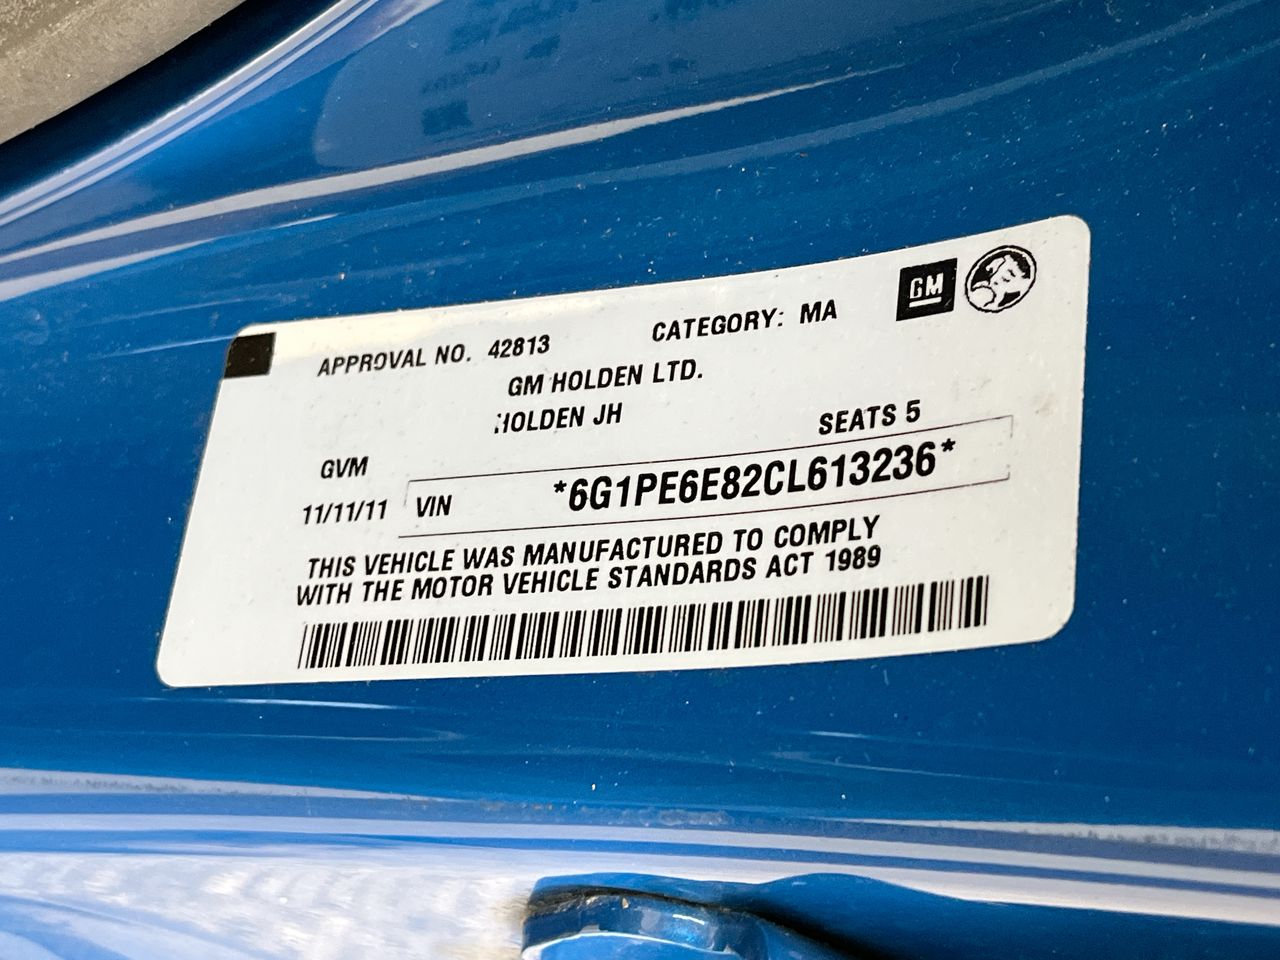 APPROVAL NO. 42813 CATEGORY: MA GM
GM HOLDEN LTD.
HOLDEN JH SEATS 5
GVM
11/11/11 VIN *6G1PE6E82CL613236*
THIS VEHICLE WAS MANUFACTURED TO COMPLY
WITH THE MOTOR VEHICLE STANDARDS ACT 1989